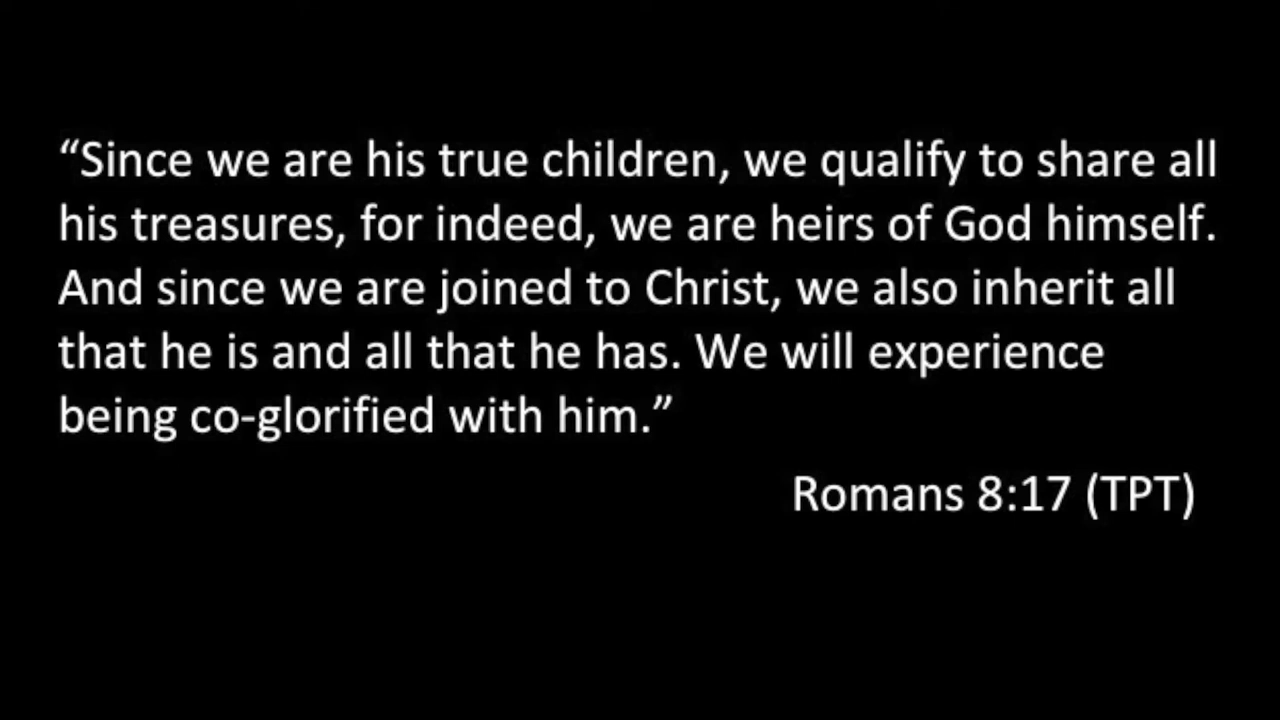 “Since we are his true children, we qualify to share all
his treasures, for indeed, we are heirs of God himself.
And since we are joined to Christ, we also inherit all
that he is and all that he has. We will experience
being co-glorified with him.”
Romans 8:17 (TPT)